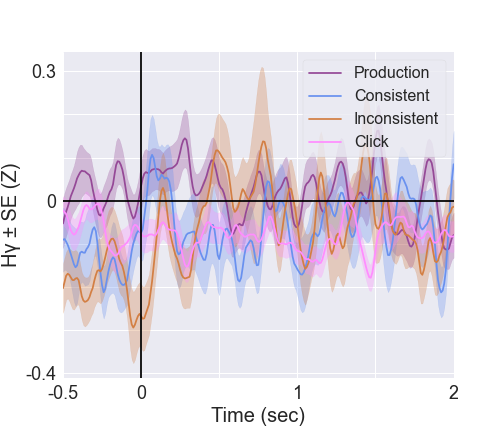 Production
Consistent
Inconsistent
Click
0.3
0
-0.4
Hγ ± SE (Z)
-0.5 0 1 2
Time (sec)